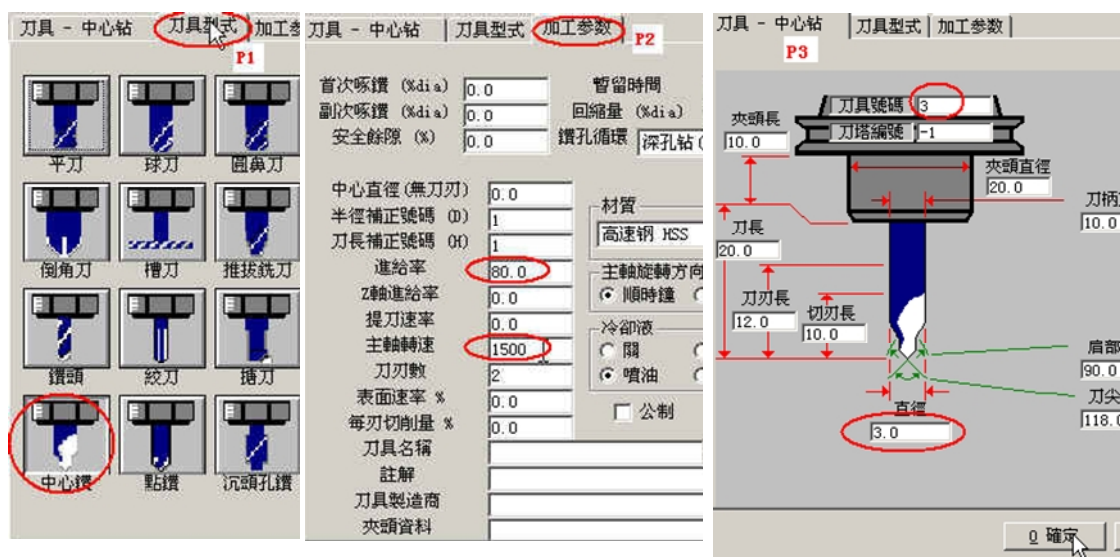 刀具 - 中心钻 刀具型式 加工参
P1
平刀 球刀 圓鼻刀
倒角刀 槽刀 推拔銑刀
鑽頭 絞刀 搪刀
中心鑽 點鑽 沉頭孔鑽
刀具 - 中心钻 刀具型式 加工参数 P2
首次啄鑽 (%dia) 0.0 暫留時間
副次啄鑽 (%dia) 0.0 回縮量 (%dia)
安全餘隙 (%) 0.0 鑽孔循環 深孔钻(
中心直徑(無刀刃) 0.0
材質
半徑補正號碼 (D) 1
高速钢 HSS
刀長補正號碼 (H) 1
進給率 80.0 主軸旋轉方向
Z軸進給率 0.0 順時鐘
提刀速率 0.0
冷卻液
主軸轉速 1500 關
刀刃數 2 噴油
表面速率 % 0.0 公制
每刃切削量 % 0.0
刀具名稱
註解
刀具製造商
夾頭資料
刀具 - 中心钻 刀具型式 加工参数
P3
刀具號碼 3
夾頭長 刀塔編號 -1
10.0
夾頭直徑
20.0
刀柄
刀長 10.0
20.0
刀刃長 切刃長
12.0 10.0
肩部
90.0
直徑 刀尖
3.0 118.0
O 確定